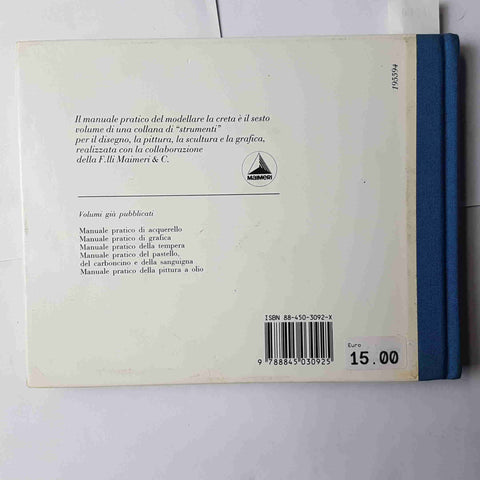 195594
Il manuale pratico del modellare la creta è il sesto
volume di una collana di “strumenti”
per il disegno, la pittura, la scultura e la grafica,
realizzata con la collaborazione
della F.lli Maimeri & C.
MAIMERI
Volumi già pubblicati
Manuale pratico di acquerello
Manuale pratico di grafica
Manuale pratico della tempera
Manuale pratico del pastello,
del carboncino e della sanguigna
Manuale pratico della pittura a olio
ISBN 88-450-3092-X
9 788845 030925
Euro
15.00